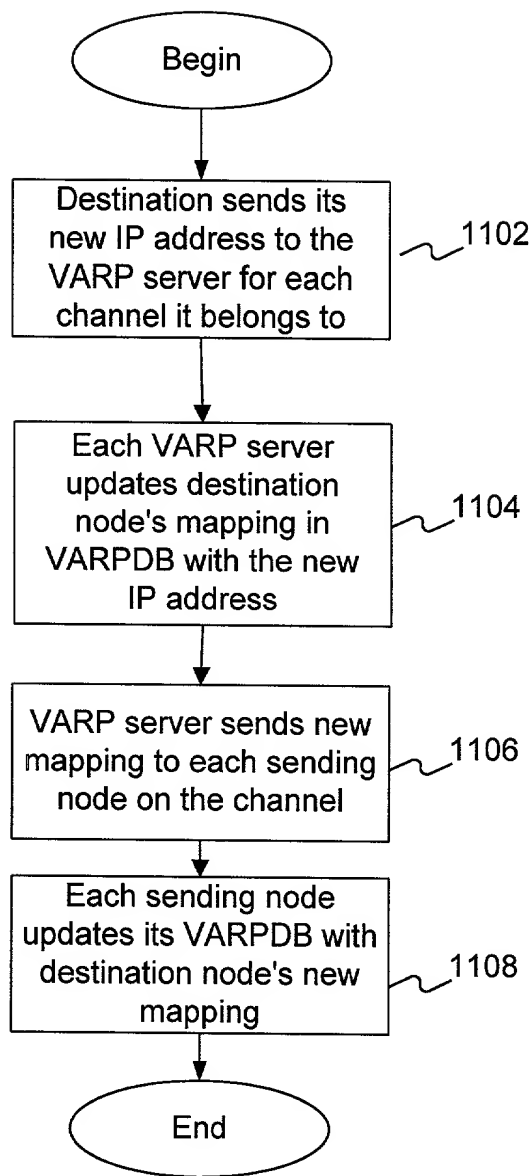 Begin
Destination sends its
new IP address to the
VARP server for each
channel it belongs to
1102
Each VARP server
updates destination
node's mapping in
VARPDB with the new
IP address
1104
VARP server sends new
mapping to each sending
node on the channel
1106
Each sending node
updates its VARPDB with
destination node's new
mapping
1108
End